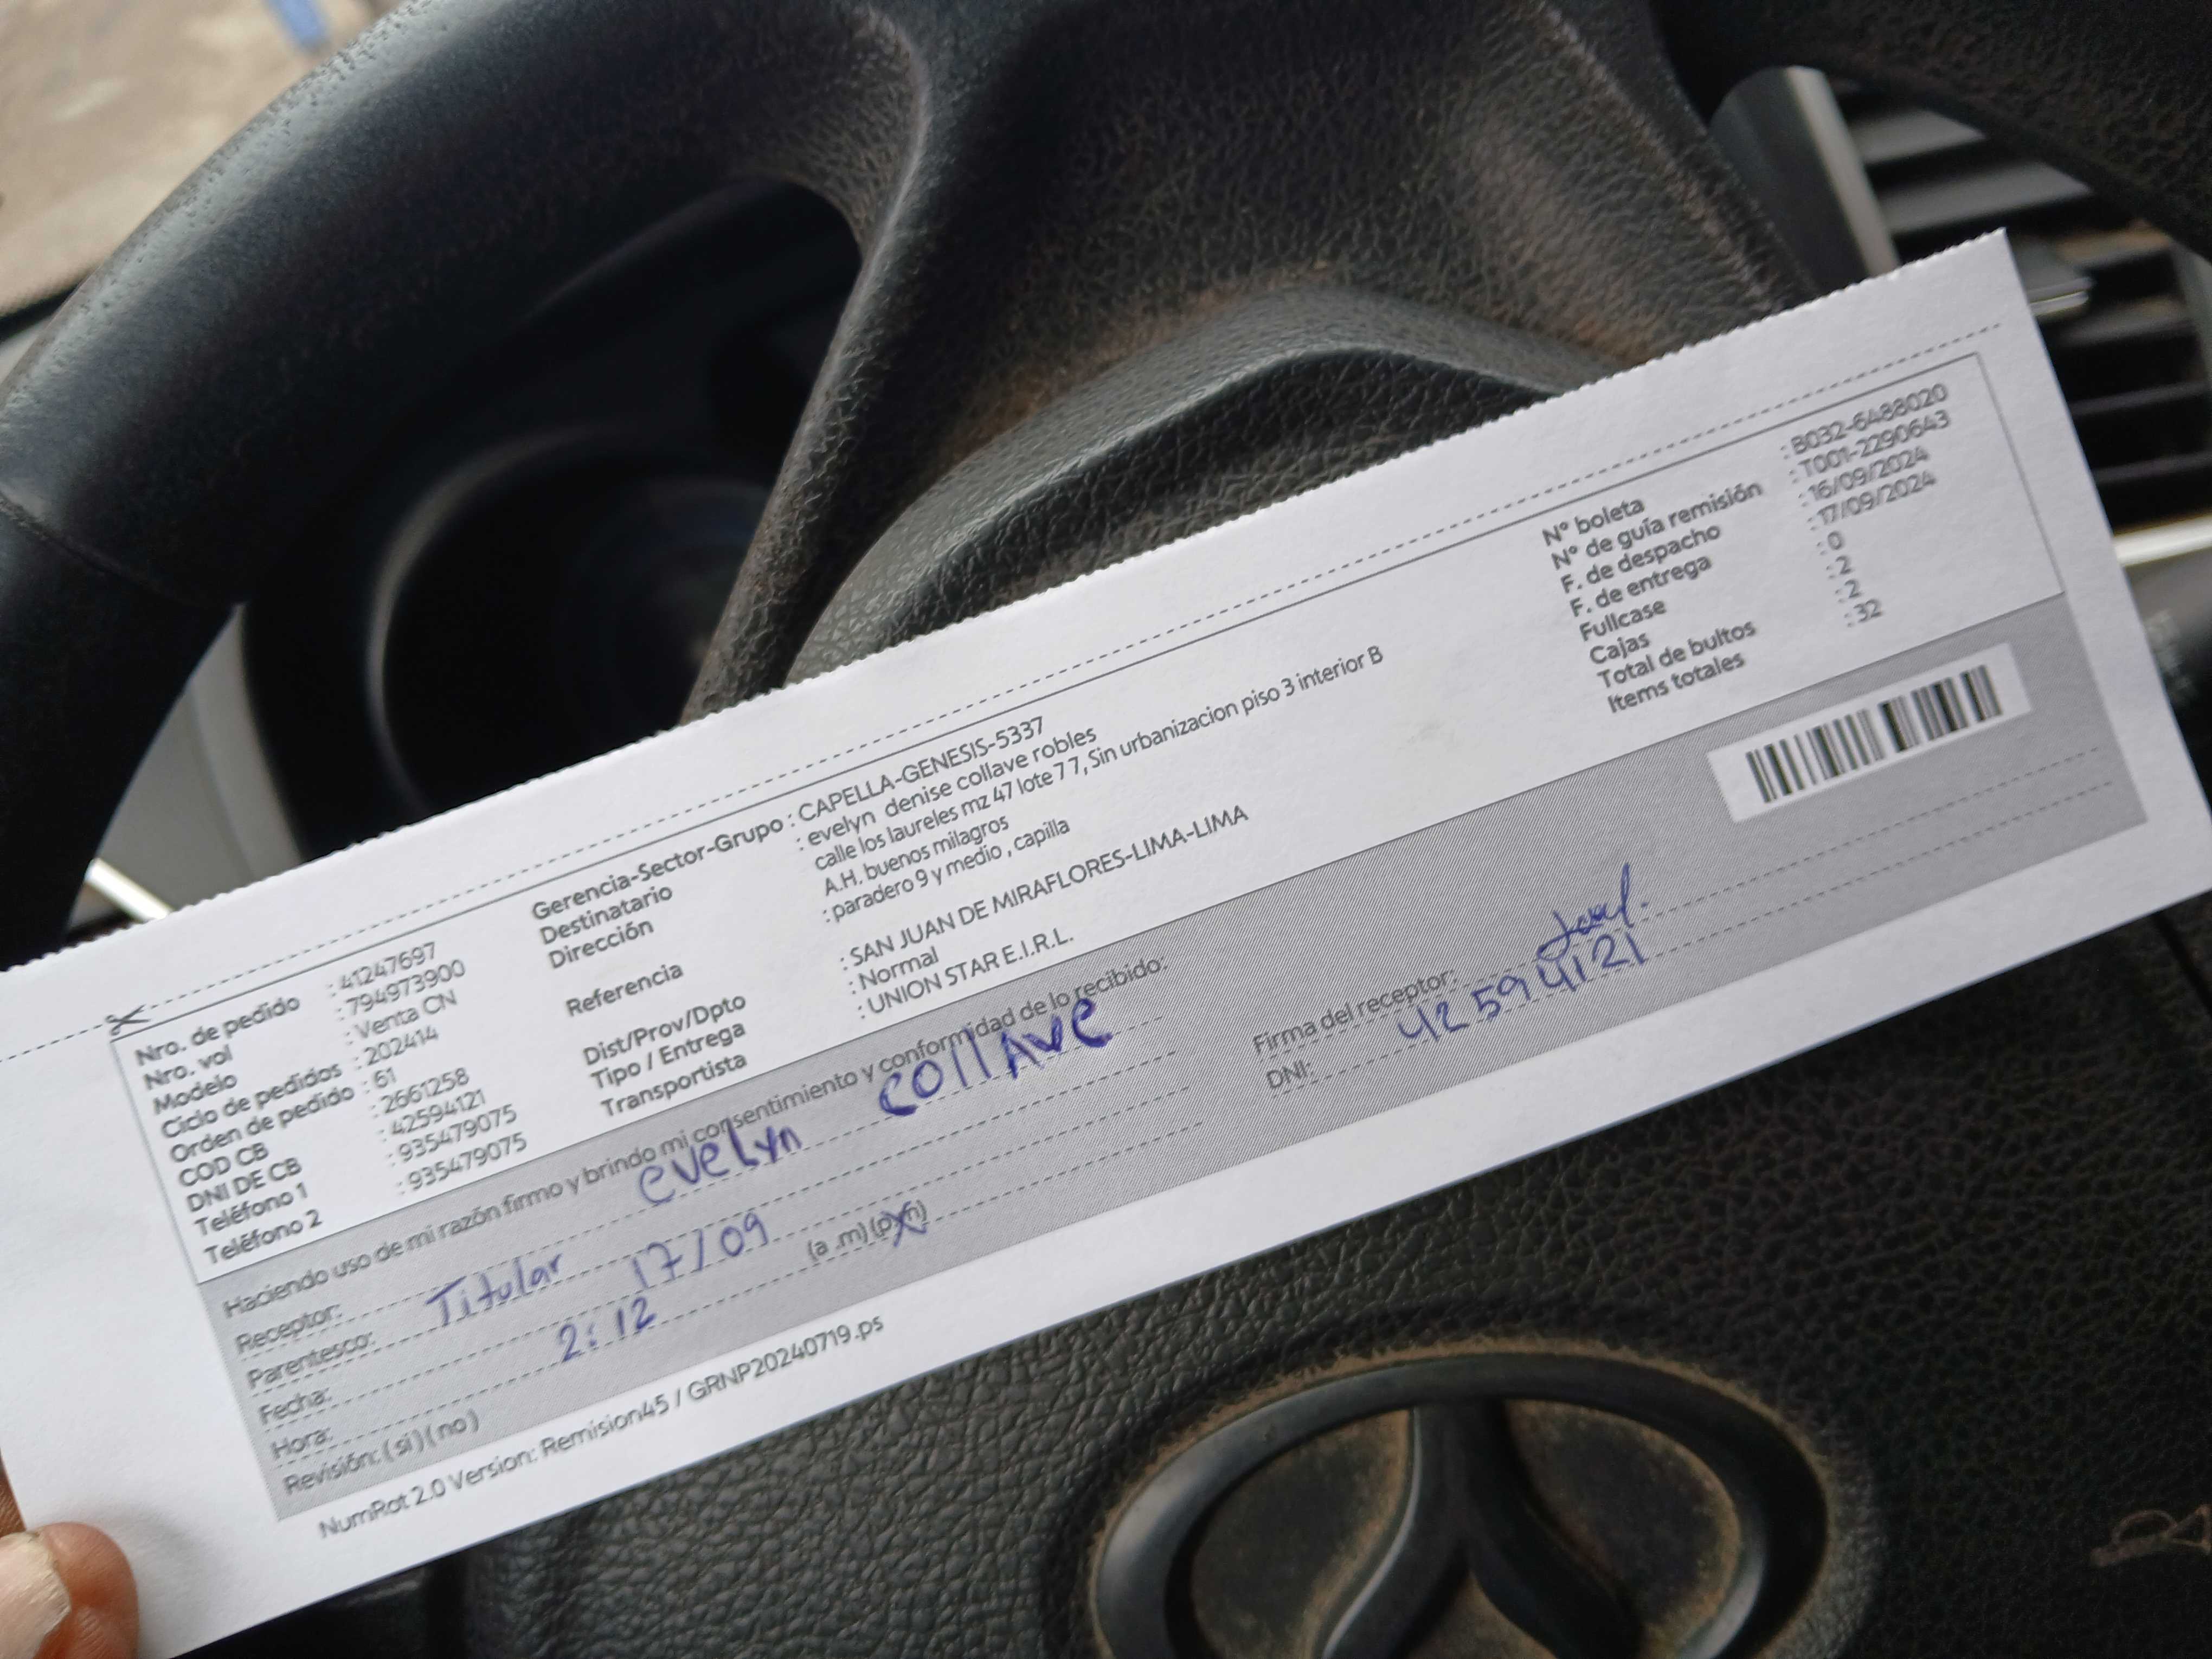 Nro. de pedido : 41247697
Nro. vol : 794973900
Modelo : Venta CN
Ciclo de pedidos : 202414
Orden de pedido : 61
COD CB : 2661258
DNI DE CB : 42594121
Teléfono 1 : 935479075
Teléfono 2 : 935479075
Gerencia-Sector-Grupo : CAPELLA-GENESIS-5337
Destinatario : evelyn denise collave robles
Dirección calle los laureles mz 47 lote 7 7, Sin urbanizacion piso 3 interior B
A.H. buenos milagros
Referencia : paradero 9 y medio , capilla
Dist/Prov/Dpto : SAN JUAN DE MIRAFLORES-LIMA-LIMA
Tipo / Entrega : Normal
Transportista : UNION STAR E.I.R.L.
N° boleta : B032-6488020
N° de guía remisión : T001-2290643
F. de despacho : 16/09/2024
F. de entrega : 17/09/2024
Fullcase : 0
Cajas : 2
Total de bultos : 2
Items totales : 32
Haciendo uso de mi razón firmo y brindo mi consentimiento y conformidad de lo recibido:
Receptor: evelyn collave
Parentesco: Titular
Fecha: 17/09
Hora: 2:12 (a .m) (p.m)
Revisión: ( si ) ( no )
Firma del receptor:
DNI: 42594121
NumRot 2.0 Version: Remision45 / GRNP20240719.ps